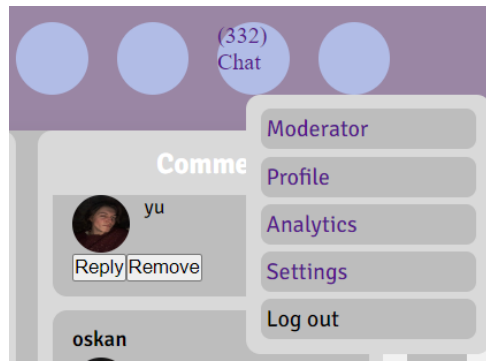 (332)
Chat
Moderator
Profile
Analytics
Settings
Log out
Comme
yu
Reply Remove
oskan